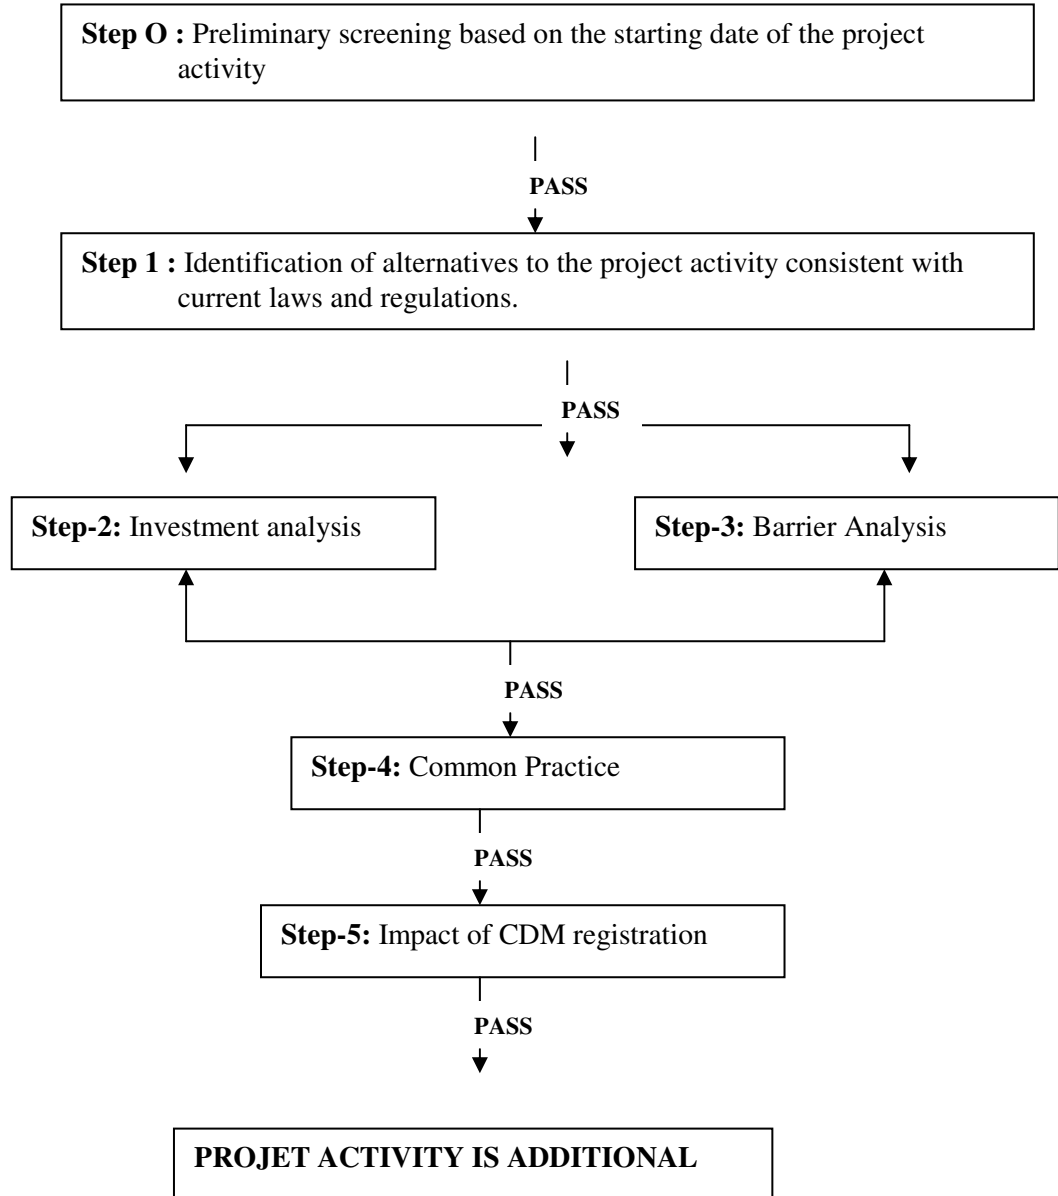 Step O : Preliminary screening based on the starting date of the project
activity
PASS
Step 1 : Identification of alternatives to the project activity consistent with
current laws and regulations.
PASS
Step-2: Investment analysis
Step-3: Barrier Analysis
PASS
Step-4: Common Practice
PASS
Step-5: Impact of CDM registration
PASS
PROJET ACTIVITY IS ADDITIONAL